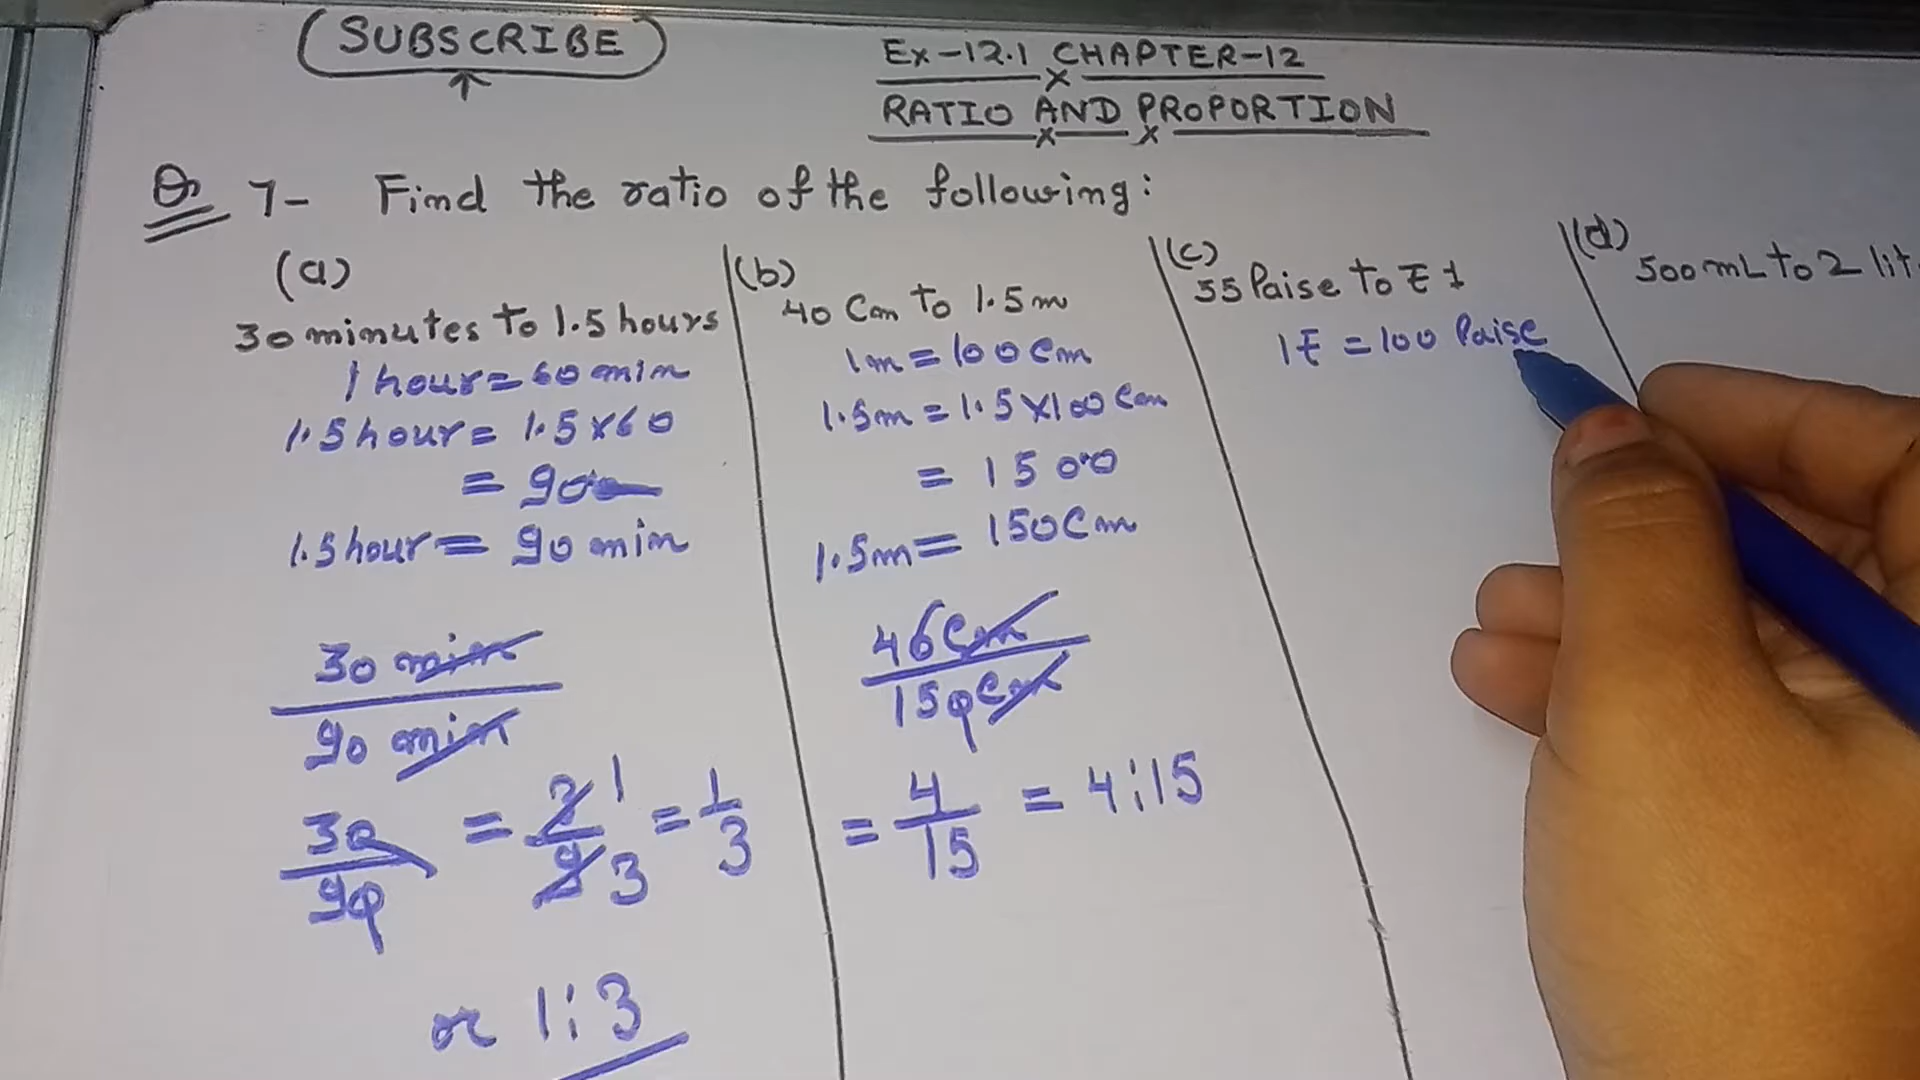 SUBSCRIBE
Ex-12.1 CHAPTER-12
RATIO AND PROPORTION
Q 7- Find the ratio of the following:
(a)
30 minutes to 1.5 hours
1 hour = 60 min
1.5 hour = 1.5 × 60
= 90
1.5 hour = 90 min
30 min
90 min
30
90
= 3 1
9 3
= 1
3
or 1:3
(b)
40 Cm to 1.5 m
1m = 100 cm
1.5m = 1.5 × 100 Cm
= 1500
1.5m = 150 Cm
40 Cm
150 Cm
= 4
15
= 4:15
(c)
55 Paise to ₹ 1
1 ₹ = 100 Paise
(d)
500 mL to 2 lit